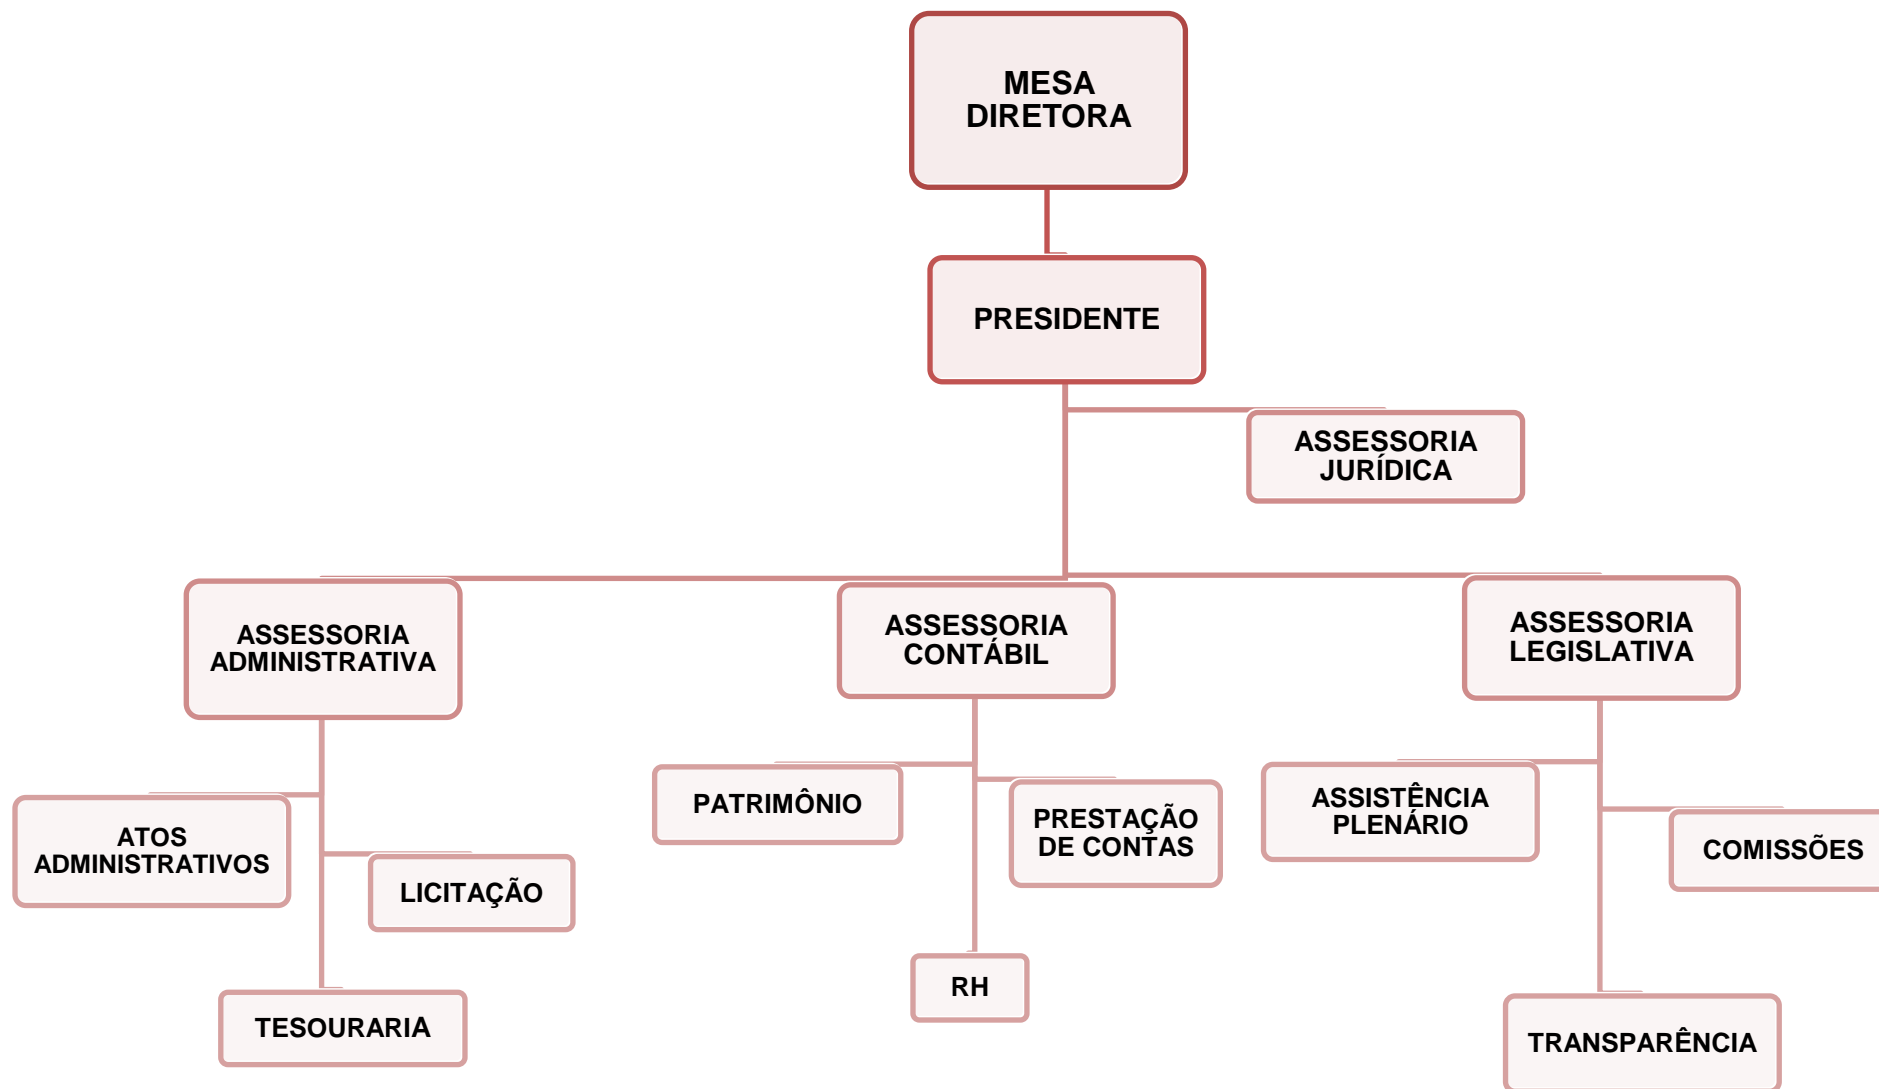 MESA
DIRETORA
PRESIDENTE
ASSESSORIA
JURÍDICA
ASSESSORIA
ADMINISTRATIVA
ASSESSORIA
CONTÁBIL
ASSESSORIA
LEGISLATIVA
ATOS
ADMINISTRATIVOS
LICITAÇÃO
TESOURARIA
PATRIMÔNIO
PRESTAÇÃO
DE CONTAS
RH
ASSISTÊNCIA
PLENÁRIO
COMISSÕES
TRANSPARÊNCIA